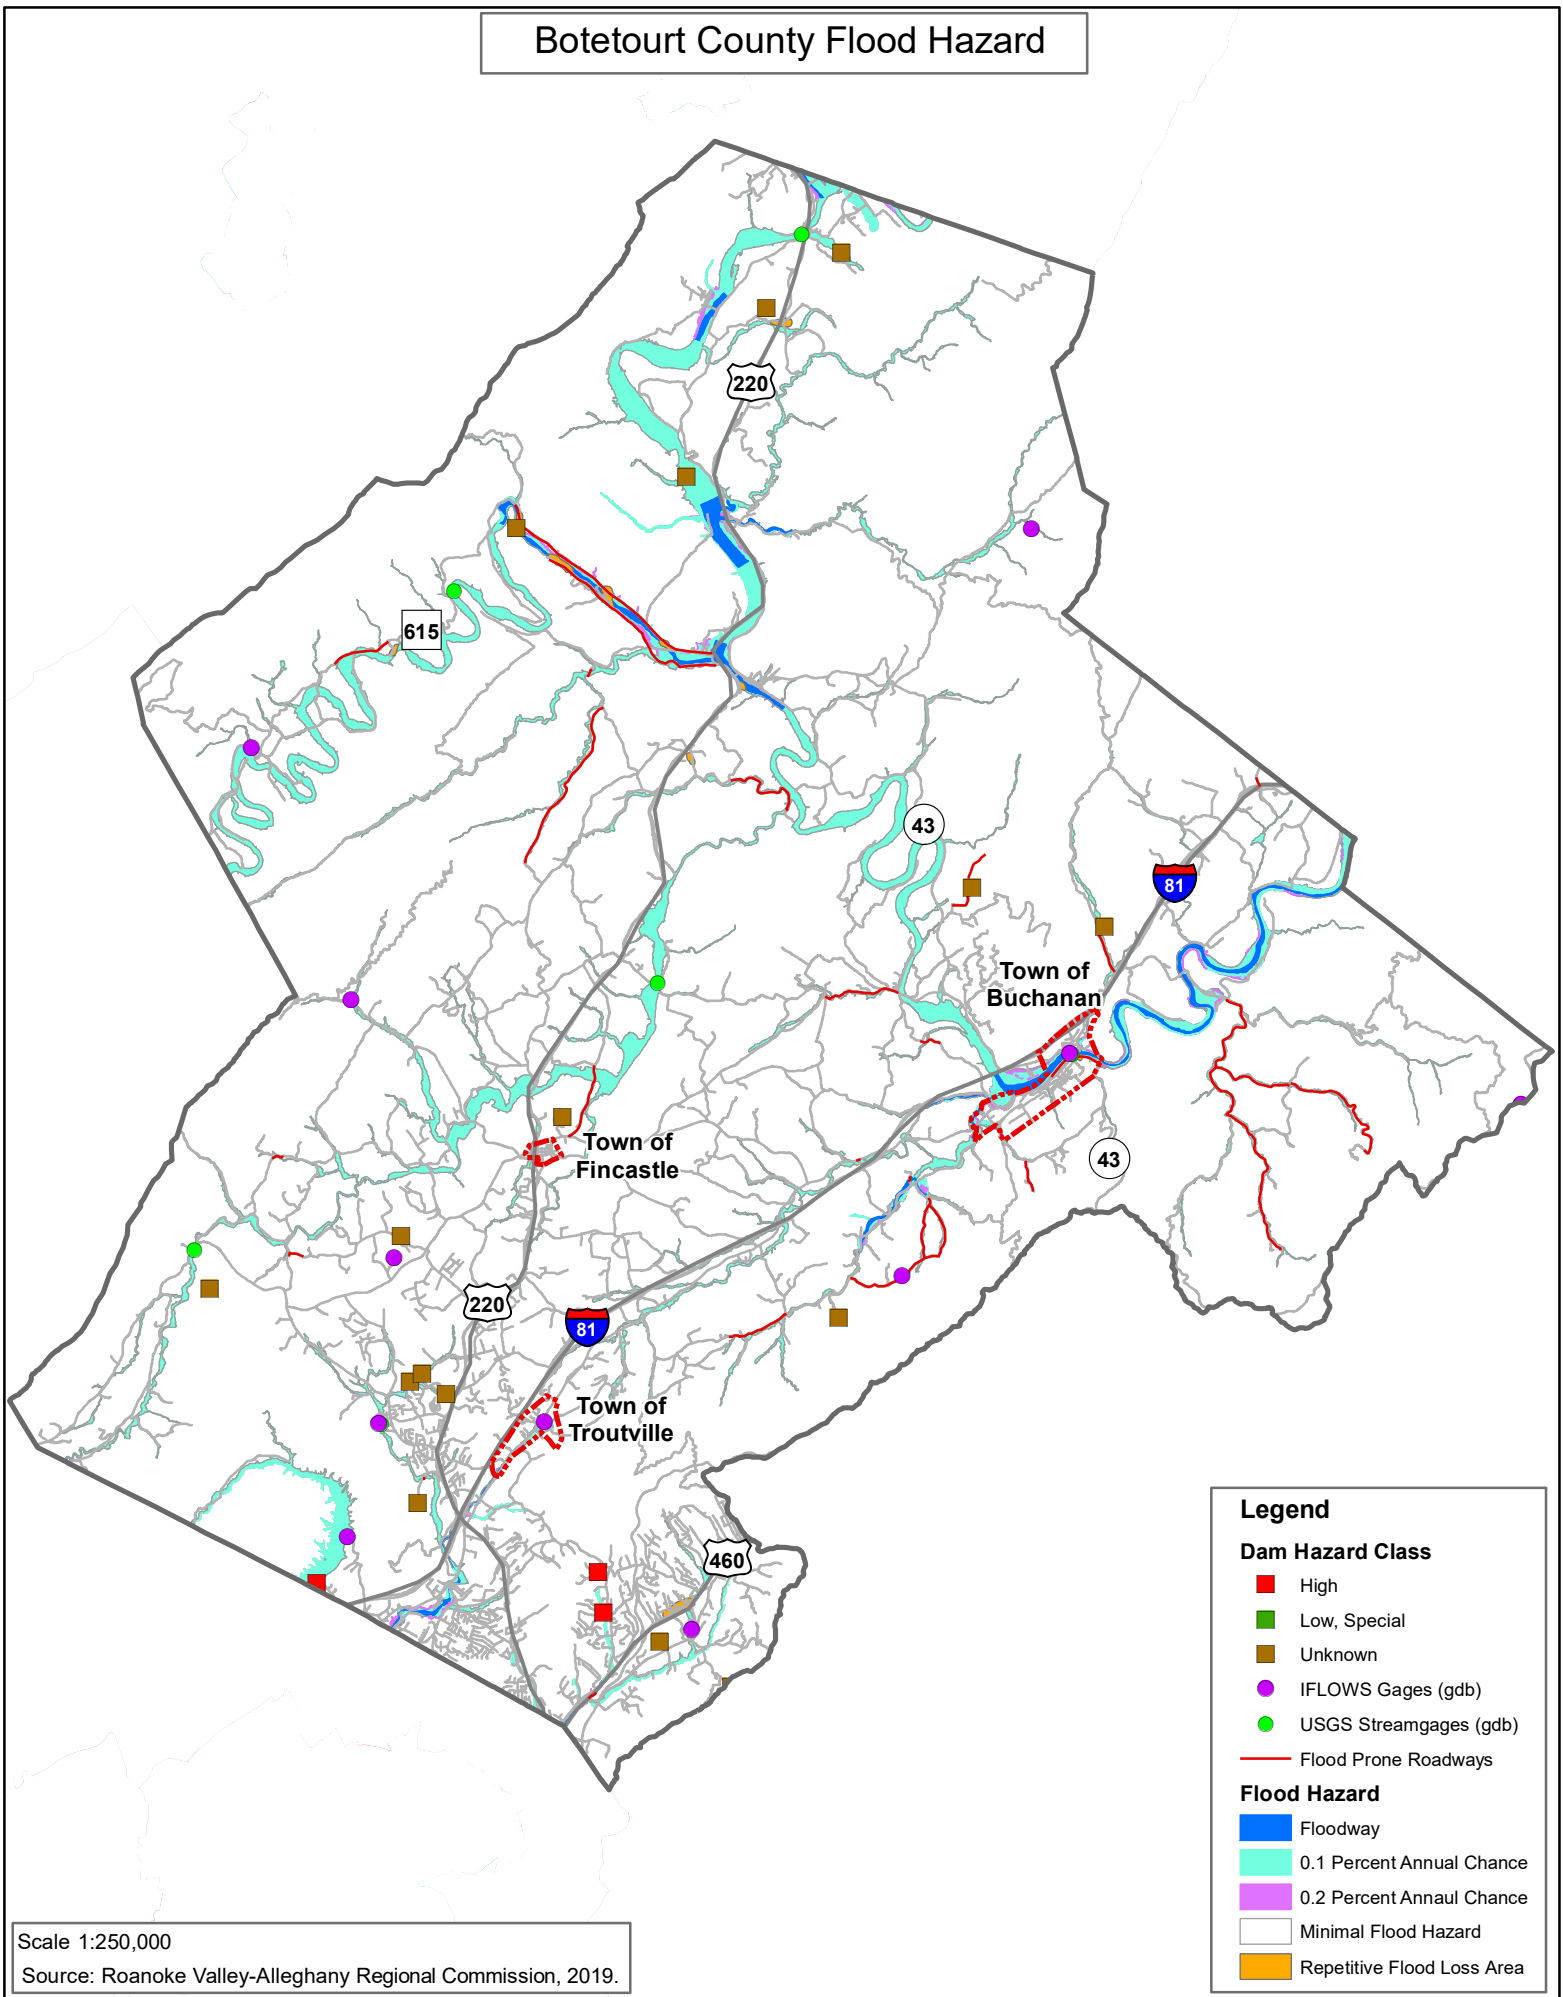 Botetourt County Flood Hazard
220
615
43
81
Town of
Buchanan
Town of
Fincastle
43
220
81
Town of
Troutville
460
Legend
Dam Hazard Class
High
Low, Special
Unknown
IFLOWS Gages (gdb)
USGS Streamgages (gdb)
Flood Prone Roadways
Flood Hazard
Floodway
0.1 Percent Annual Chance
0.2 Percent Annaul Chance
Minimal Flood Hazard
Repetitive Flood Loss Area
Scale 1:250,000
Source: Roanoke Valley-Alleghany Regional Commission, 2019.